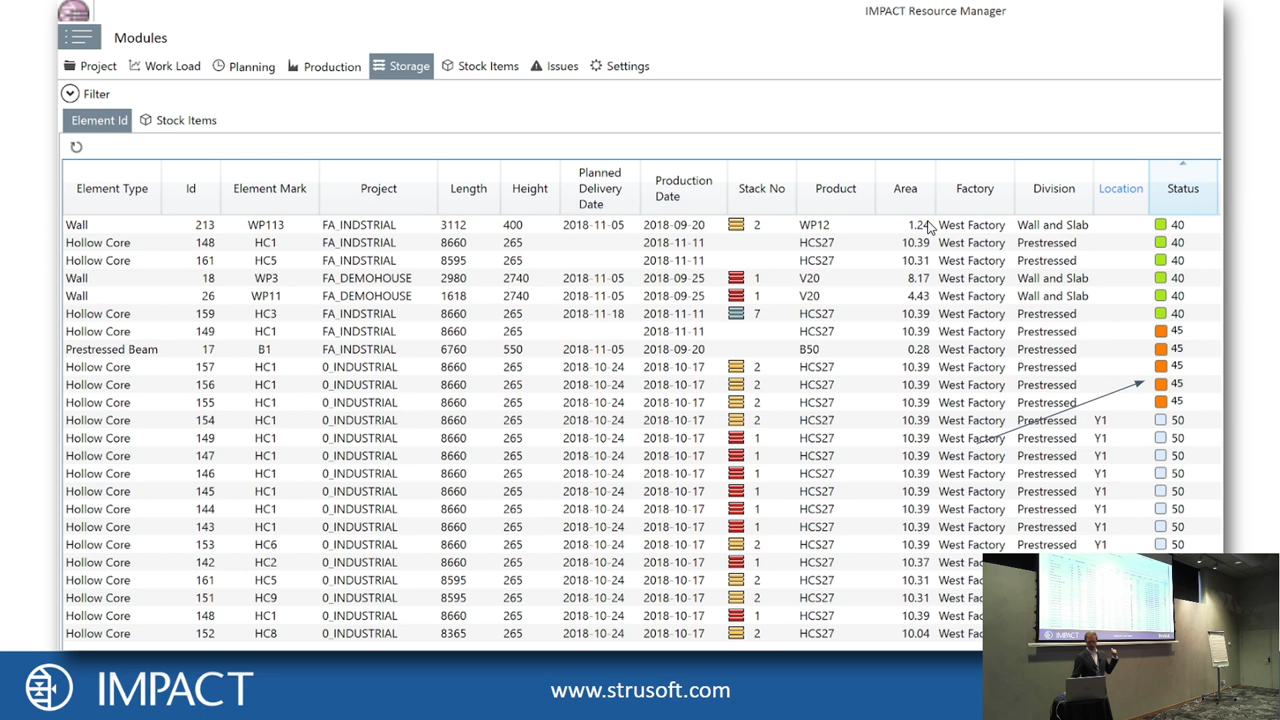 IMPACT Resource Manager
Modules
Project Work Load Planning Production Storage Stock Items Issues Settings
Filter
Element Id Stock Items
Element Type Id Element Mark Project Length Height Planned Delivery Date Production Date Stack No Product Area Factory Division Location Status
Wall 213 WP113 FA_INDSTRIAL 3112 400 2018-11-05 2018-09-20 2 WP12 1.24 West Factory Wall and Slab 40
Hollow Core 148 HC1 FA_INDSTRIAL 8660 265 2018-11-11 HCS27 10.39 West Factory Prestressed 40
Hollow Core 161 HC5 FA_INDSTRIAL 8595 265 2018-11-11 HCS27 10.31 West Factory Prestressed 40
Wall 18 WP3 FA_DEMOHOUSE 2980 2740 2018-11-05 2018-09-25 1 V20 8.17 West Factory Wall and Slab 40
Wall 26 WP11 FA_DEMOHOUSE 1618 2740 2018-11-05 2018-09-25 1 V20 4.43 West Factory Wall and Slab 40
Hollow Core 159 HC3 FA_INDSTRIAL 8660 265 2018-11-18 2018-11-11 7 HCS27 10.39 West Factory Prestressed 40
Hollow Core 149 HC1 FA_INDSTRIAL 8660 265 2018-11-11 HCS27 10.39 West Factory Prestressed 45
Prestressed Beam 17 B1 FA_INDSTRIAL 6760 550 2018-11-05 2018-09-20 B50 0.28 West Factory Prestressed 45
Hollow Core 157 HC1 0_INDUSTRIAL 8660 265 2018-10-24 2018-10-17 2 HCS27 10.39 West Factory Prestressed 45
Hollow Core 156 HC1 0_INDUSTRIAL 8660 265 2018-10-24 2018-10-17 2 HCS27 10.39 West Factory Prestressed 45
Hollow Core 155 HC1 0_INDUSTRIAL 8660 265 2018-10-24 2018-10-17 2 HCS27 10.39 West Factory Prestressed 45
Hollow Core 154 HC1 0_INDUSTRIAL 8660 265 2018-10-24 2018-10-17 2 HCS27 10.39 West Factory Prestressed Y1 50
Hollow Core 149 HC1 0_INDUSTRIAL 8660 265 2018-10-24 2018-10-17 1 HCS27 10.39 West Factory Prestressed Y1 50
Hollow Core 147 HC1 0_INDUSTRIAL 8660 265 2018-10-24 2018-10-17 1 HCS27 10.39 West Factory Prestressed Y1 50
Hollow Core 146 HC1 0_INDUSTRIAL 8660 265 2018-10-24 2018-10-17 1 HCS27 10.39 West Factory Prestressed Y1 50
Hollow Core 145 HC1 0_INDUSTRIAL 8660 265 2018-10-24 2018-10-17 1 HCS27 10.39 West Factory Prestressed Y1 50
Hollow Core 144 HC1 0_INDUSTRIAL 8660 265 2018-10-24 2018-10-17 1 HCS27 10.39 West Factory Prestressed Y1 50
Hollow Core 143 HC1 0_INDUSTRIAL 8660 265 2018-10-24 2018-10-17 1 HCS27 10.39 West Factory Prestressed Y1 50
Hollow Core 153 HC6 0_INDUSTRIAL 8660 265 2018-10-24 2018-10-17 2 HCS27 10.39 West Factory Prestressed Y1 50
Hollow Core 142 HC2 0_INDUSTRIAL 8660 265 2018-10-24 2018-10-17 1 HCS27 10.37 West
Hollow Core 161 HC5 0_INDUSTRIAL 8595 265 2018-10-24 2018-10-17 2 HCS27 10.31 West
Hollow Core 151 HC9 0_INDUSTRIAL 8595 265 2018-10-24 2018-10-17 2 HCS27 10.31 West
Hollow Core 148 HC1 0_INDUSTRIAL 8660 265 2018-10-24 2018-10-17 1 HCS27 10.39 West
Hollow Core 152 HC8 0_INDUSTRIAL 8365 265 2018-10-24 2018-10-17 2 HCS27 10.04 West
IMPACT
IMPACT www.strusoft.com